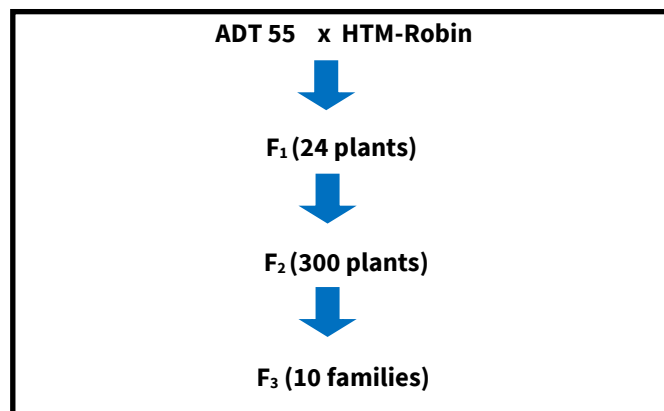 ADT 55 x HTM-Robin
F₁ (24 plants)
F₂ (300 plants)
F₃ (10 families)